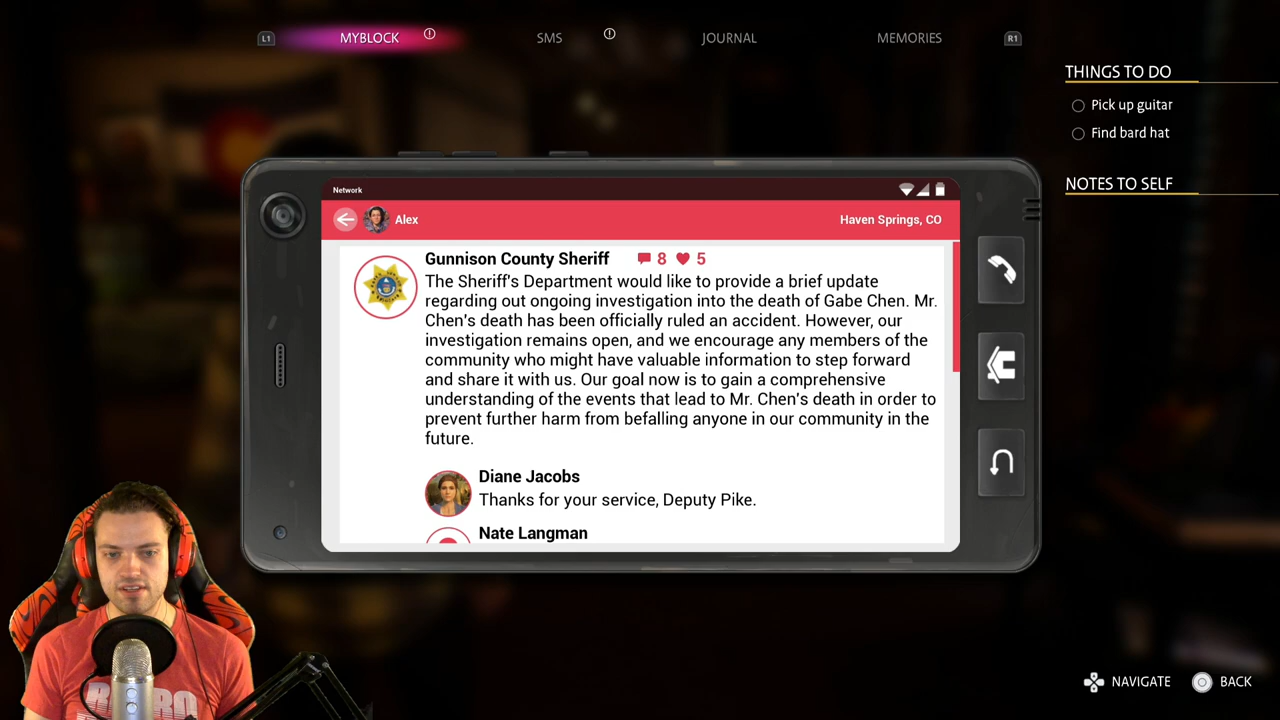 L1
MYBLOCK
SMS
JOURNAL
MEMORIES
R1
THINGS TO DO
Pick up guitar
Find bard hat
NOTES TO SELF
Network
Alex
Haven Springs, CO
Gunnison County Sheriff 8 5
The Sheriff's Department would like to provide a brief update
regarding out ongoing investigation into the death of Gabe Chen. Mr.
Chen's death has been officially ruled an accident. However, our
investigation remains open, and we encourage any members of the
community who might have valuable information to step forward
and share it with us. Our goal now is to gain a comprehensive
understanding of the events that lead to Mr. Chen's death in order to
prevent further harm from befalling anyone in our community in the
future.
Diane Jacobs
Thanks for your service, Deputy Pike.
Nate Langman
NAVIGATE
BACK